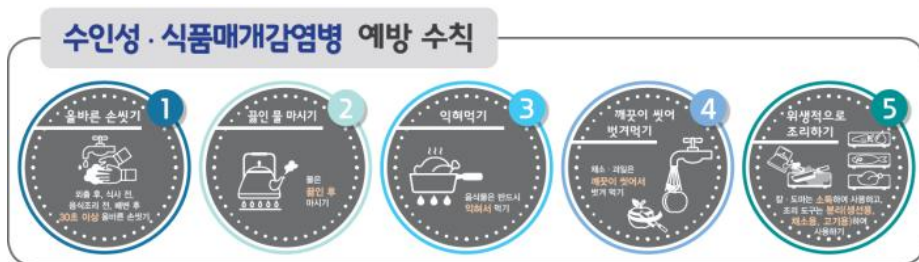 수인성 · 식품매개감염병 예방 수칙
1
올바른 손씻기
외출 후, 식사 전,
음식조리 전, 배변 후
30초 이상 올바른 손씻기
2
끓인 물 마시기
물은
끓인 후
마시기
3
익혀먹기
음식물은 반드시
익혀서 먹기
4
깨끗이 씻어
벗겨먹기
채소 · 과일은
깨끗이 씻어서
벗겨 먹기
5
위생적으로
조리하기
칼 · 도마는 소독하여 사용하고,
조리 도구는 분리(생선용,
채소용, 고기용)하여
사용하기